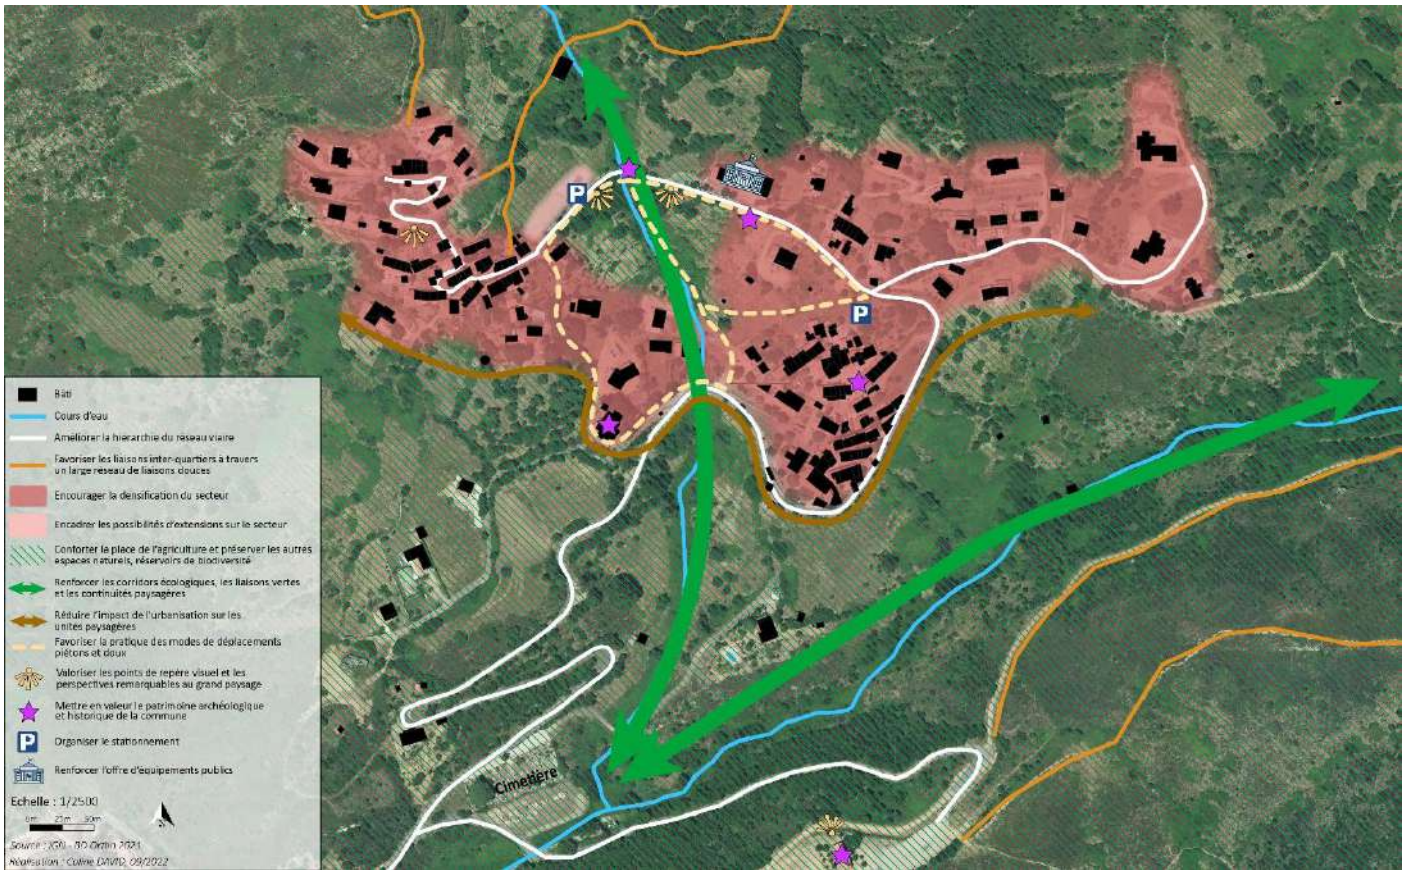 P
P
Bâti
Cours d'eau
Améliorer la hiérarchie du réseau viaire
Favoriser les liaisons inter-quartiers à travers
un large réseau de liaisons douces
Encourager la densification du secteur
Encadrer les possibilités d'extensions sur le secteur
Conforter la place de l'agriculture et préserver les autres
espaces naturels, réservoirs de biodiversité
Renforcer les corridors écologiques, les liaisons vertes
et les continuités paysagères
Réduire l'impact de l'urbanisation sur les
unités paysagères
Favoriser la pratique des modes de déplacements
piétons et doux
Valoriser les points de repère visuel et les
perspectives remarquables au grand paysage
Mettre en valeur le patrimoine archéologique
et historique de la commune
P
Organiser le stationnement
Renforcer l'offre d'équipements publics
Echelle : 1/2500
0m 25m 50m
Source : IGN - BD Ortho 2021
Réalisation : Coline DAVID, 09/2022
Cimetière